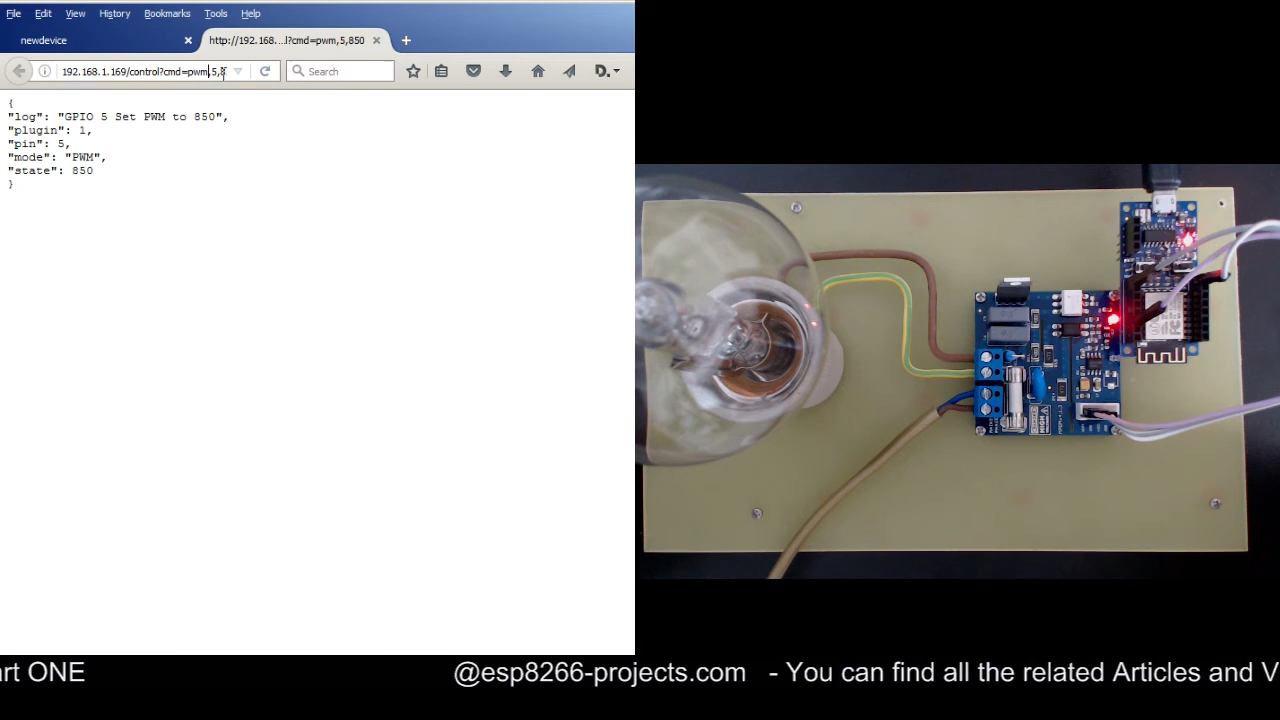 File Edit View History Bookmarks Tools Help
newdevice
http://192.168....l?cmd=pwm,5,850
192.168.1.169/control?cmd=pwm,5,8
Search
D.
{
"log": "GPIO 5 Set PWM to 850",
"plugin": 1,
"pin": 5,
"mode": "PWM",
"state": 850
}
HIGH
art ONE @esp8266-projects.com - You can find all the related Articles and V